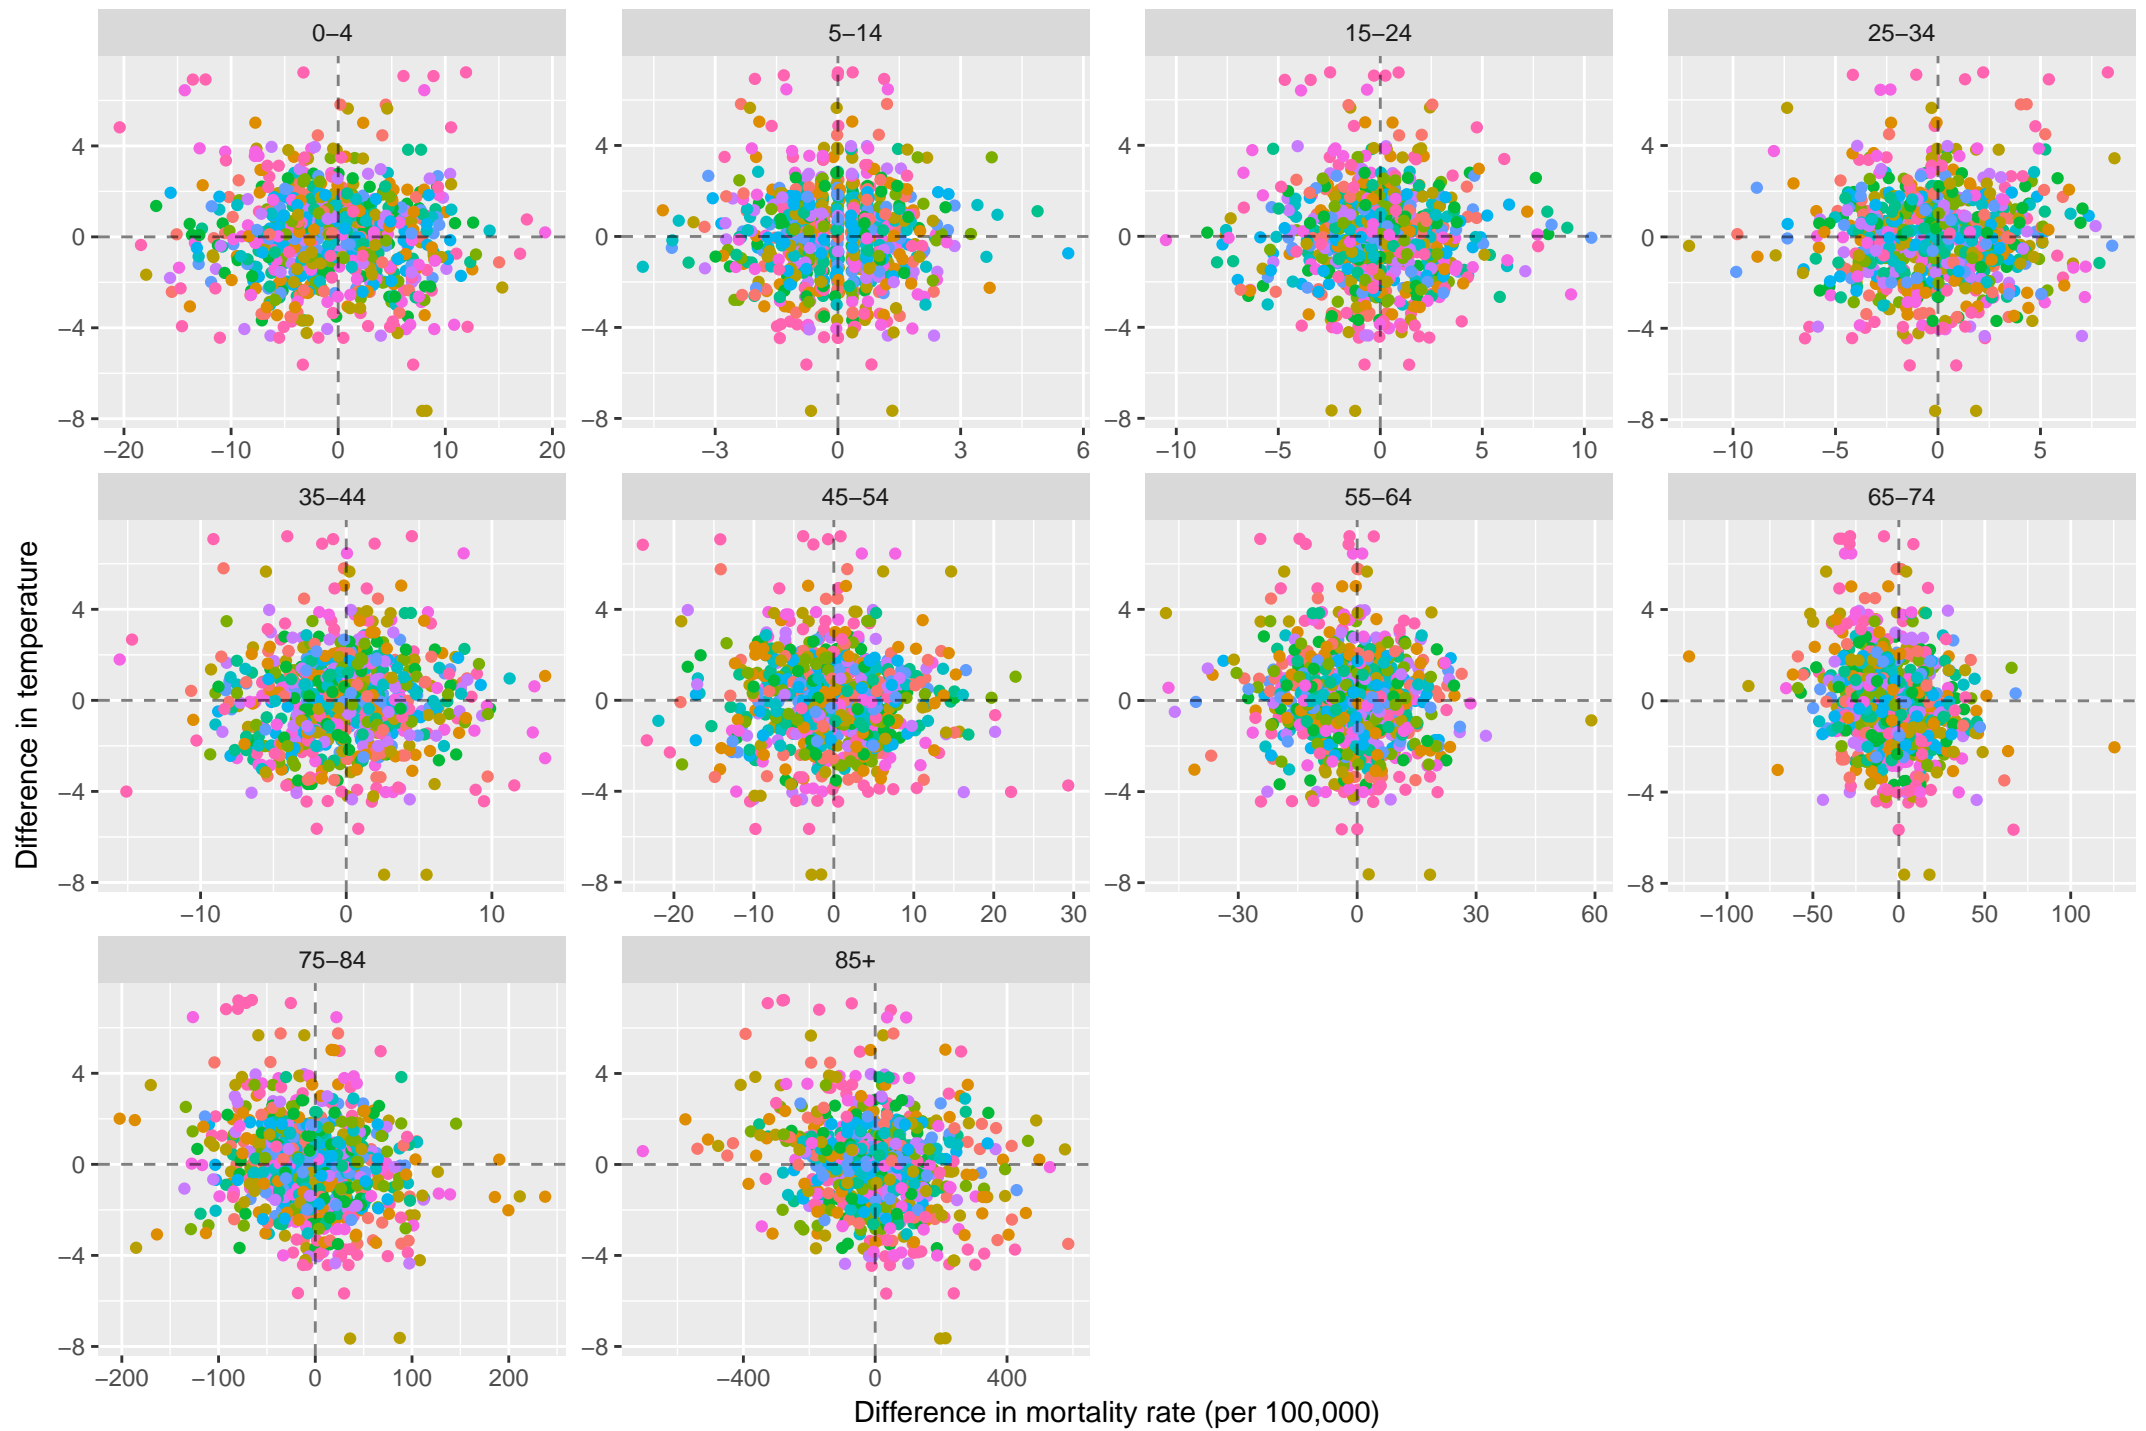 0−4 5−14 15−24 25−34
4 4 4 4
0 0 0 0
−4 −4 −4 −4
−8 −8 −8 −8
−20 −10 0 10 20 −3 0 3 6 −10 −5 0 5 10 −10 −5 0 5
35−44 45−54 55−64 65−74
Difference in temperature
4 4 4 4
0 0 0 0
−4 −4 −4 −4
−8 −8 −8 −8
−10 0 10 −20 −10 0 10 20 30 −30 0 30 60 −100 −50 0 50 100
75−84 85+
4 4
0 0
−4 −4
−8 −8
−200 −100 0 100 200 −400 0 400
Difference in mortality rate (per 100,000)